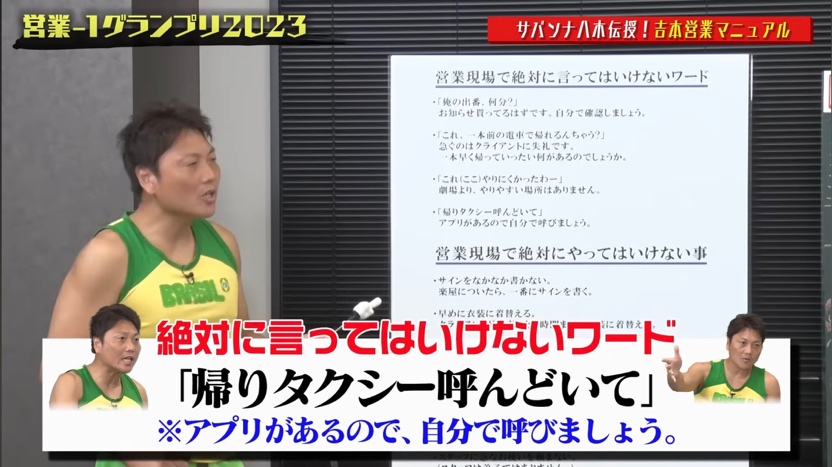 営業-1グランプリ2023
サバンナ八木伝授！吉本営業マニュアル
営業現場で絶対に言ってはいけないワード
・「俺の出番、何分?」
お知らせ貰ってるはずです。自分で確認しましょう。
・「これ、一本前の電車で帰れるんちゃう?」
急ぐのはクライアントに失礼です。
一本早く帰っていったい何があるのでしょうか。
・「これ(ここ)やりにくかったわー」
劇場より、やりやすい場所はありません。
・「帰りタクシー呼んどいて」
アプリがあるので自分で呼びましょう。
営業現場で絶対にやってはいけない事
・サインをなかなか書かない。
楽屋についたら、一番にサインを書く。
・早めに衣装に着替える。
BRASIL
絶対に言ってはいけないワード
「帰りタクシー呼んどいて」
※アプリがあるので、自分で呼びましょう。